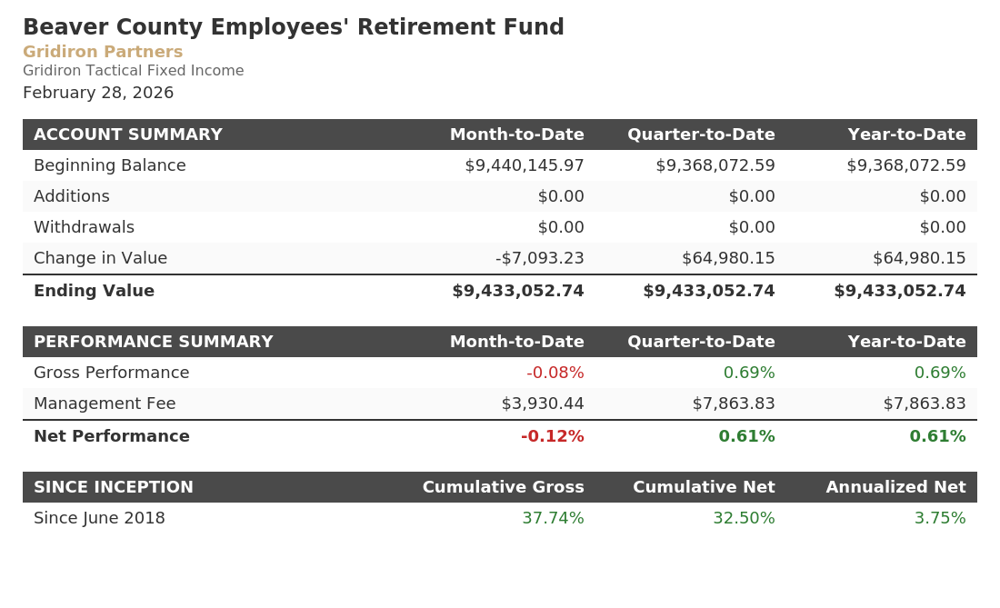 Beaver County Employees' Retirement Fund
Gridiron Partners
Gridiron Tactical Fixed Income
February 28, 2026
ACCOUNT SUMMARY Month-to-Date Quarter-to-Date Year-to-Date
Beginning Balance $9,440,145.97 $9,368,072.59 $9,368,072.59
Additions $0.00 $0.00 $0.00
Withdrawals $0.00 $0.00 $0.00
Change in Value -$7,093.23 $64,980.15 $64,980.15
Ending Value $9,433,052.74 $9,433,052.74 $9,433,052.74
PERFORMANCE SUMMARY Month-to-Date Quarter-to-Date Year-to-Date
Gross Performance -0.08% 0.69% 0.69%
Management Fee $3,930.44 $7,863.83 $7,863.83
Net Performance -0.12% 0.61% 0.61%
SINCE INCEPTION Cumulative Gross Cumulative Net Annualized Net
Since June 2018 37.74% 32.50% 3.75%